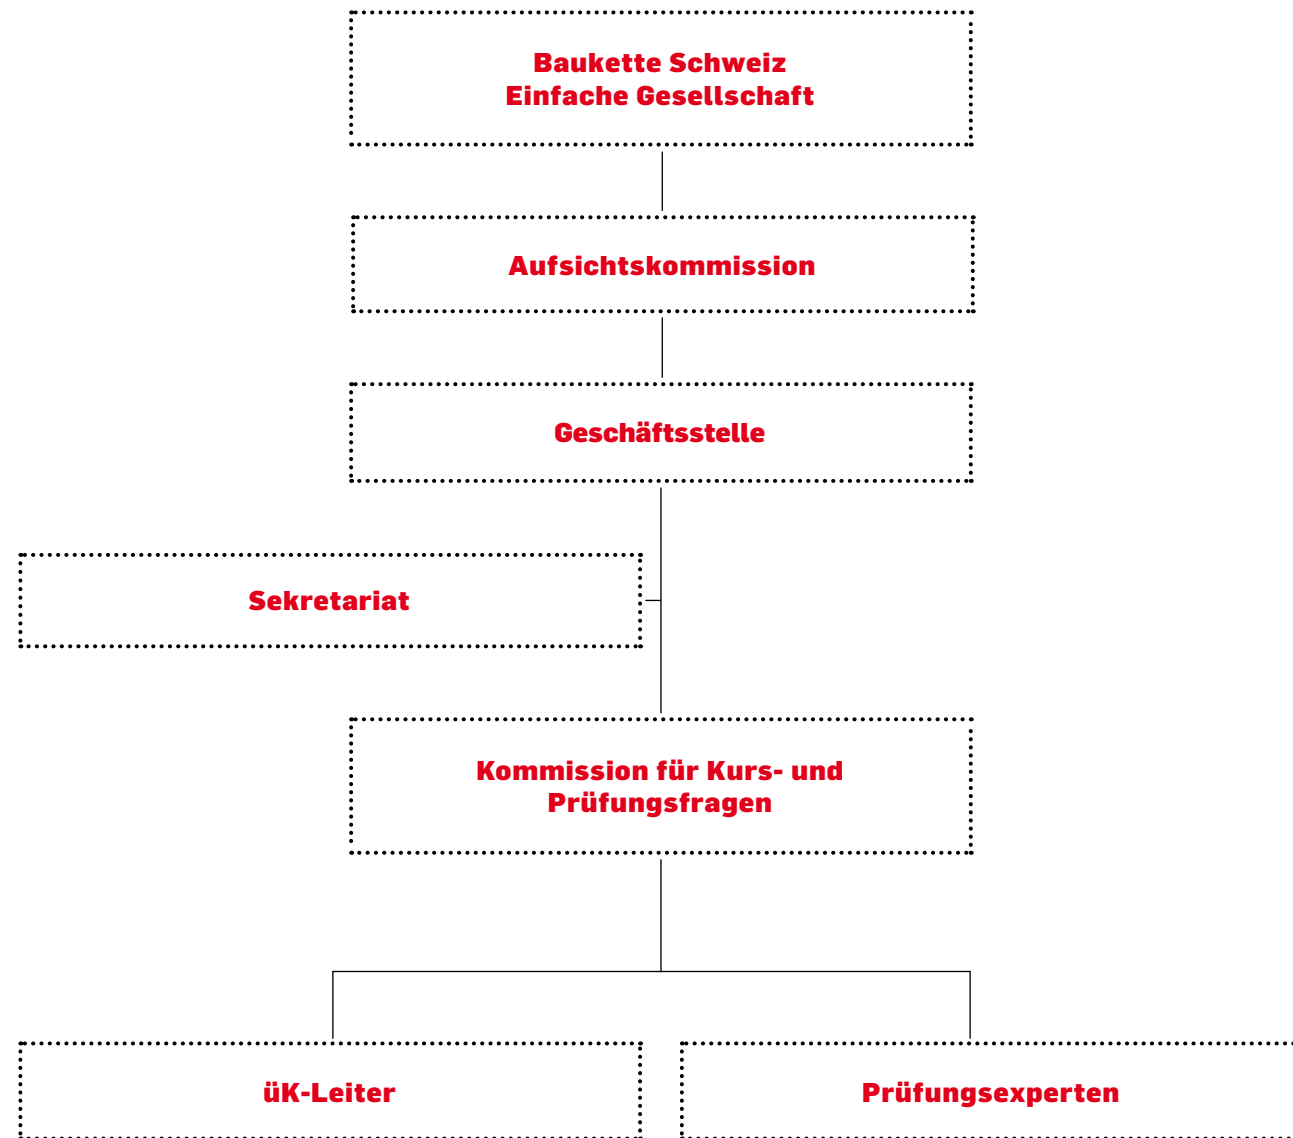 Baukette Schweiz
Einfache Gesellschaft
Aufsichtskommission
Geschäftsstelle
Sekretariat
Kommission für Kurs- und
Prüfungsfragen
üK-Leiter
Prüfungsexperten